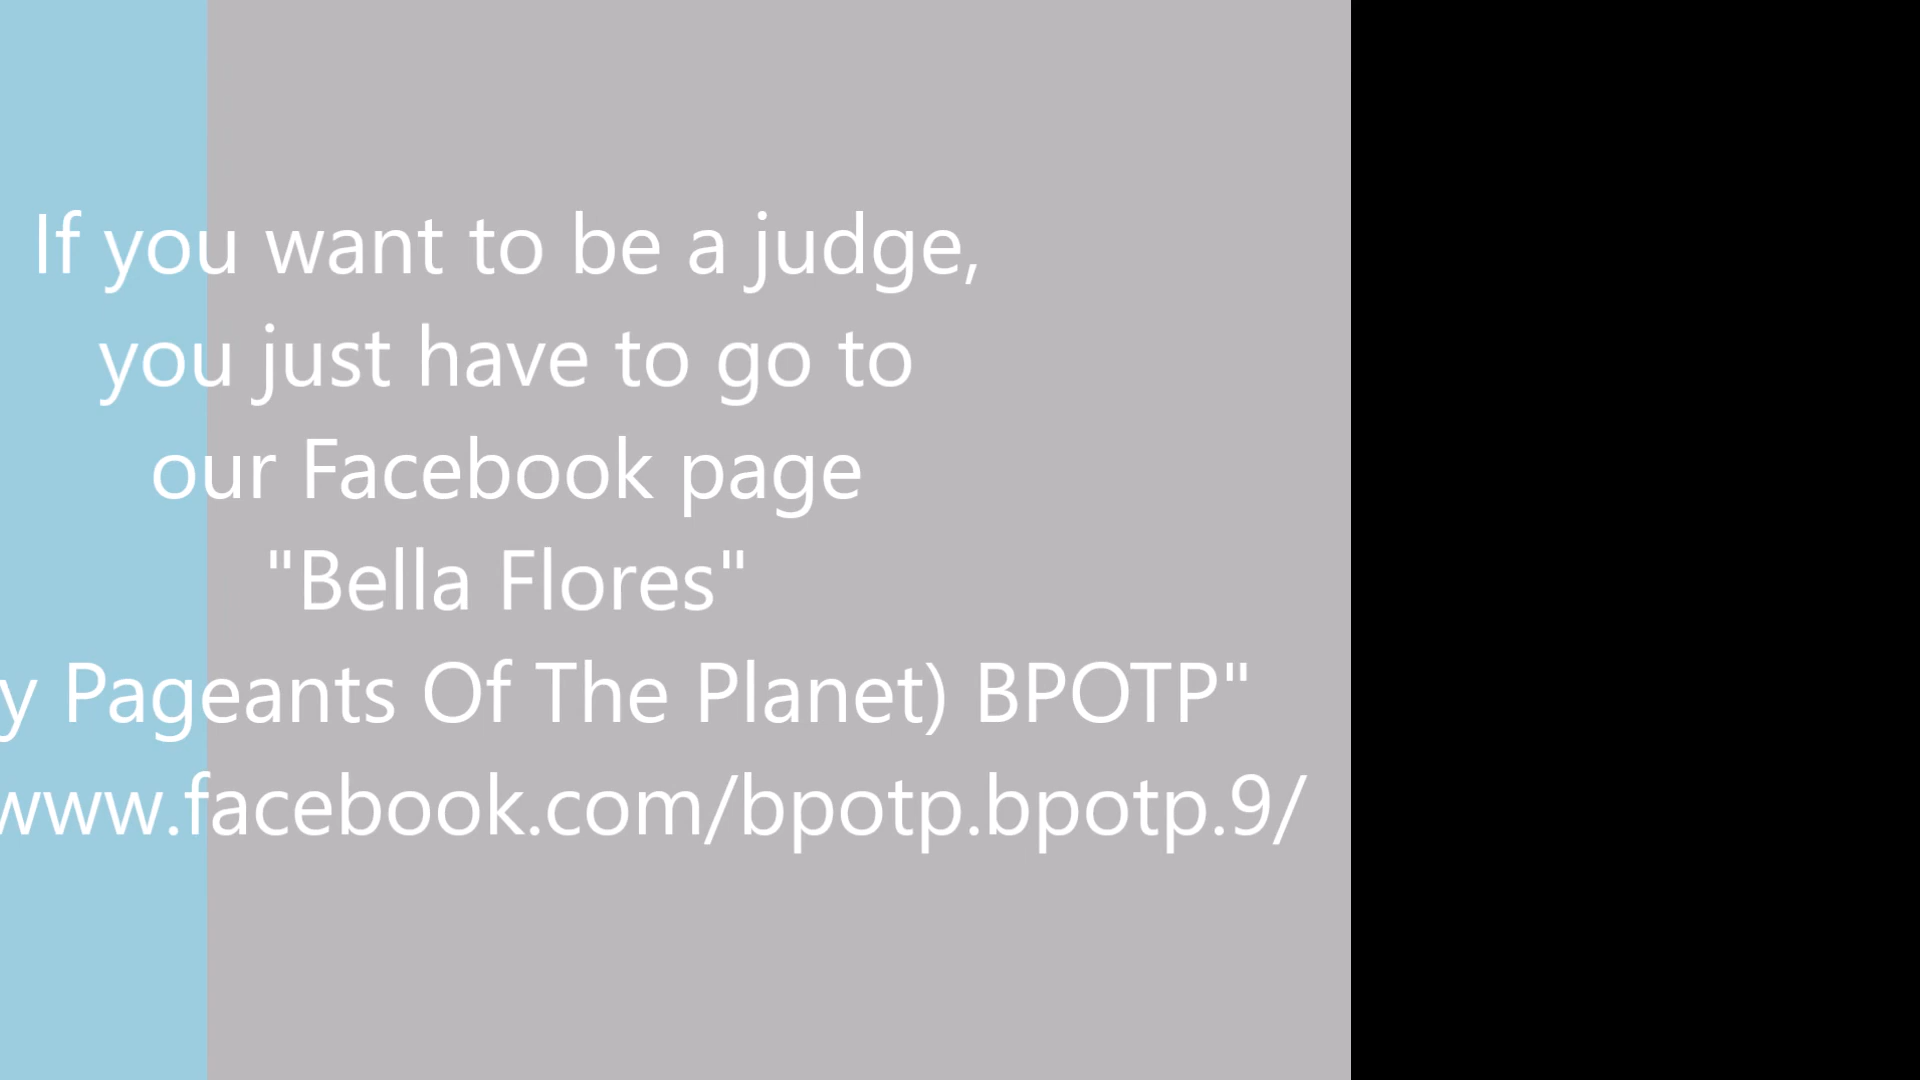 If you want to be a judge,
you just have to go to
our Facebook page
"Bella Flores"
y Pageants Of The Planet) BPOTP"
www.facebook.com/bpotp.bpotp.9/